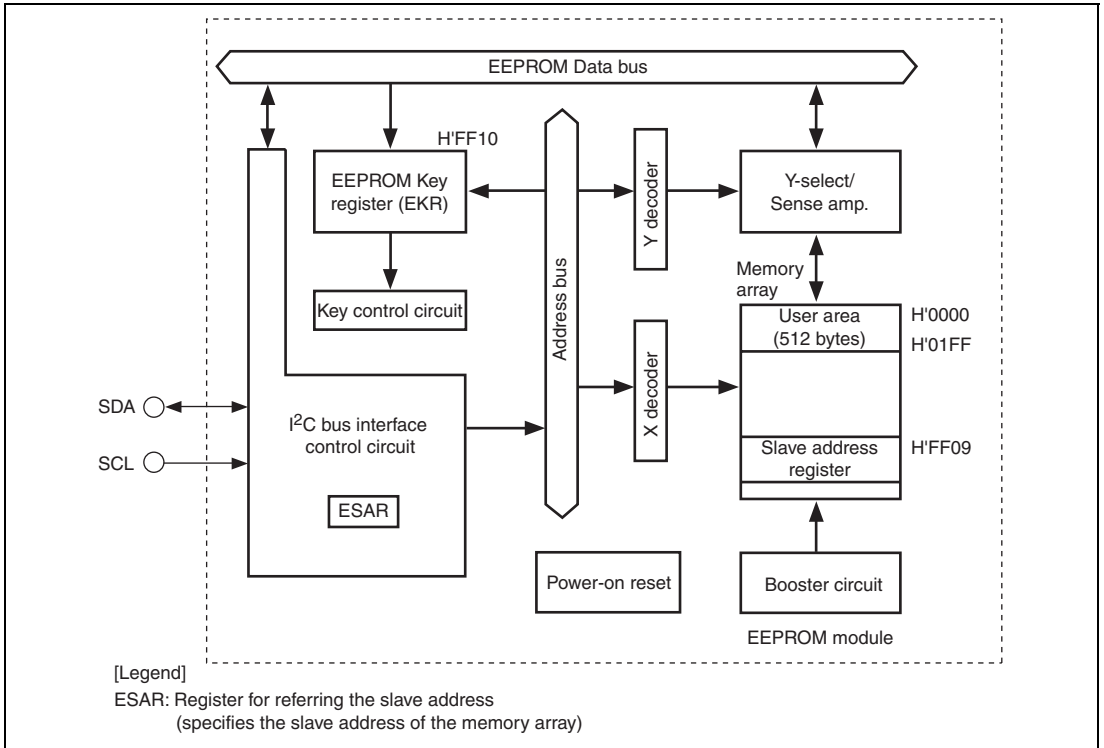 EEPROM Data bus
H'FF10
EEPROM Key
register (EKR)
Y decoder
Y-select/
Sense amp.
Key control circuit
Address bus
Memory
array
User area
(512 bytes)
H'0000
H'01FF
X decoder
SDA
SCL
I2C bus interface
control circuit
Slave address
register
H'FF09
ESAR
Power-on reset
Booster circuit
EEPROM module
[Legend]
ESAR: Register for referring the slave address
(specifies the slave address of the memory array)